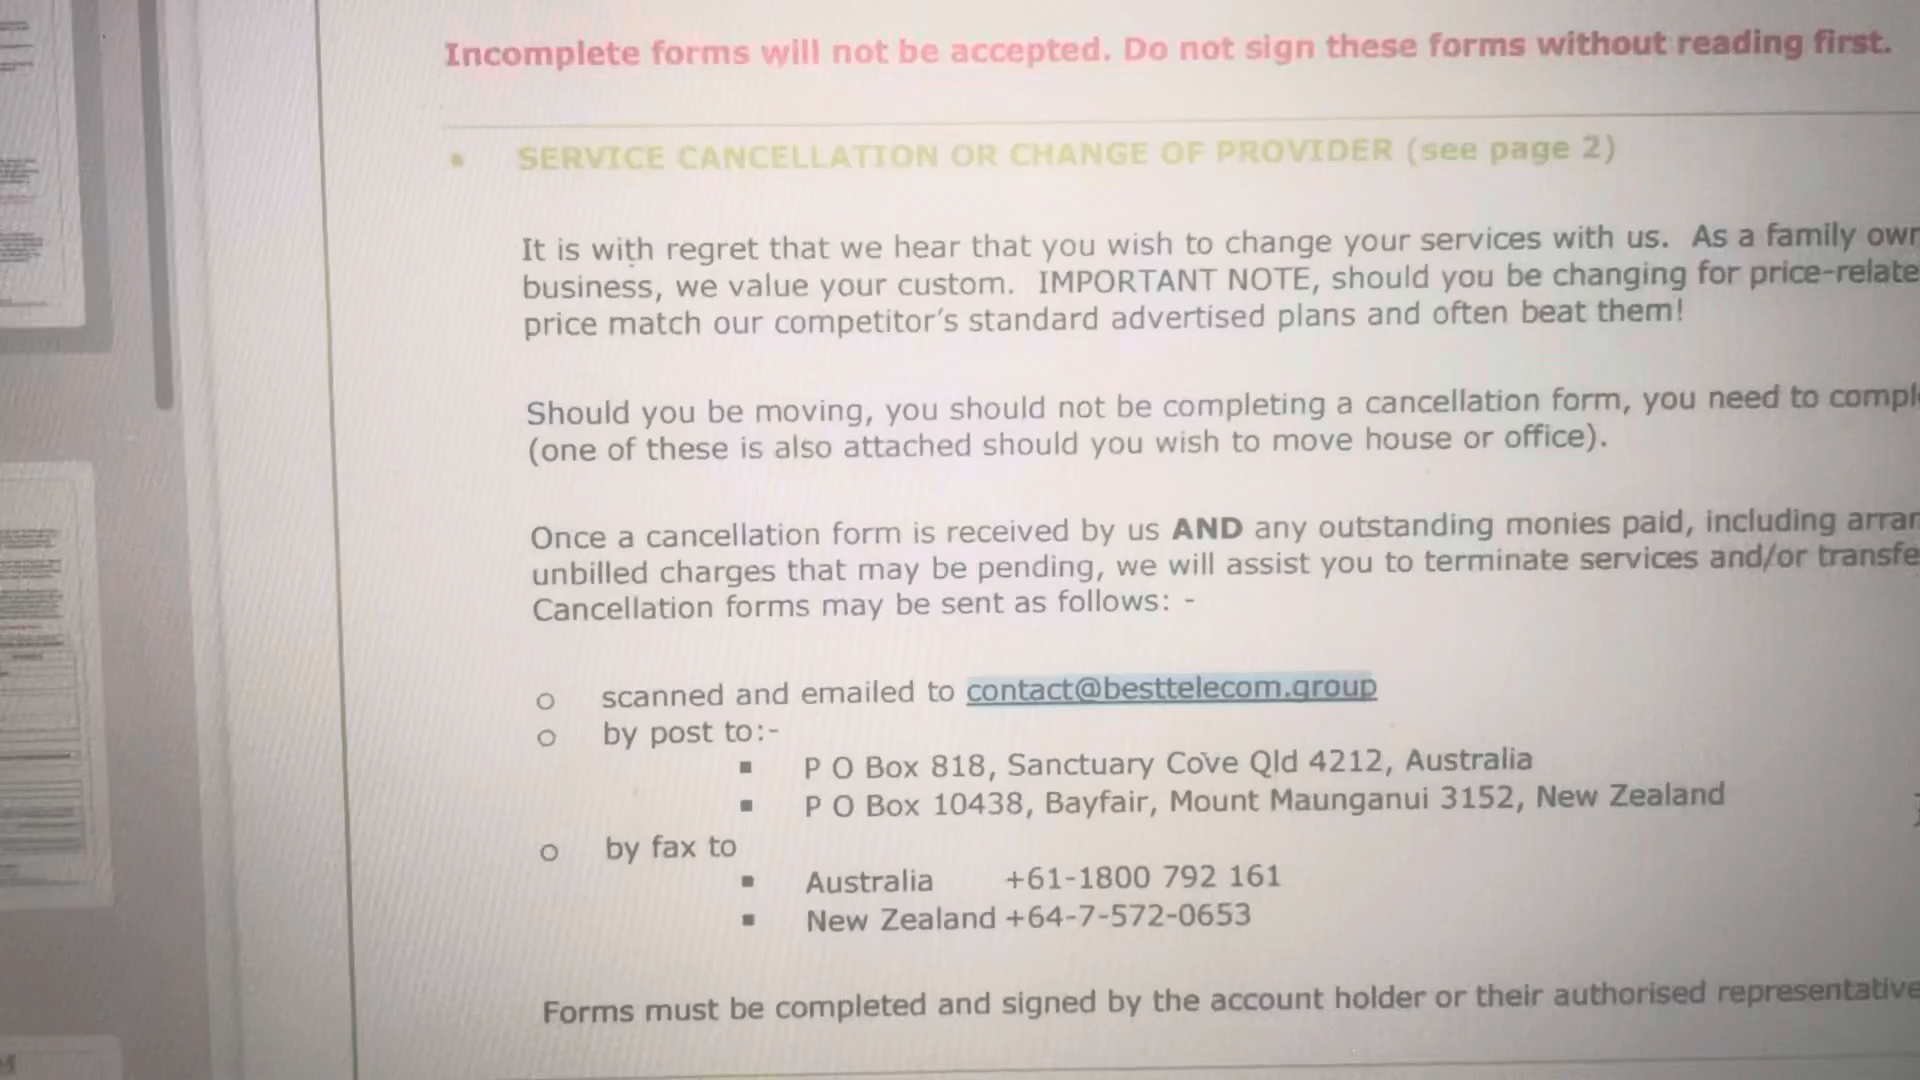 Incomplete forms will not be accepted. Do not sign these forms without reading first.
• SERVICE CANCELLATION OR CHANGE OF PROVIDER (see page 2)
It is with regret that we hear that you wish to change your services with us. As a family
business, we value your custom. IMPORTANT NOTE, should you be changing for
price match our competitor's standard advertised plans and often beat them!
Should you be moving, you should not be completing a cancellation form, you need to
(one of these is also attached should you wish to move house or office).
Once a cancellation form is received by us AND any outstanding monies paid, including
unbilled charges that may be pending, we will assist you to terminate services and/or
Cancellation forms may be sent as follows: -
o scanned and emailed to contact@besttelecom.group
o by post to:-
▪ P O Box 818, Sanctuary Cove Qld 4212, Australia
▪ P O Box 10438, Bayfair, Mount Maunganui 3152, New Zealand
o by fax to
▪ Australia +61-1800 792 161
▪ New Zealand +64-7-572-0653
Forms must be completed and signed by the account holder or their authorised representative